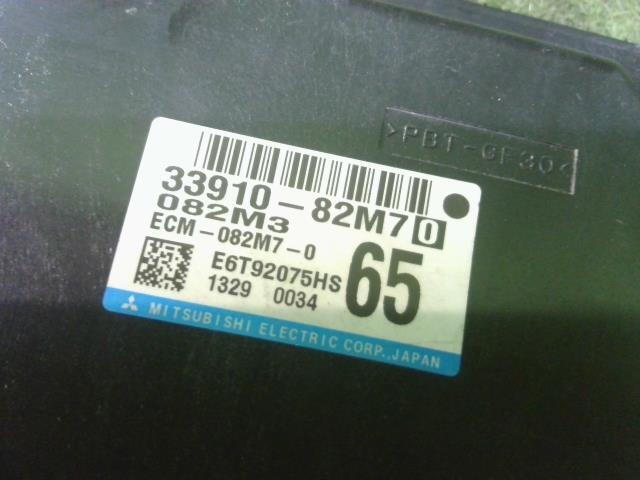 >PBT-GF30<
33910-82M70
082M3
ECM-082M7-0
E6T92075HS
65
1329 0034
MITSUBISHI ELECTRIC CORP., JAPAN